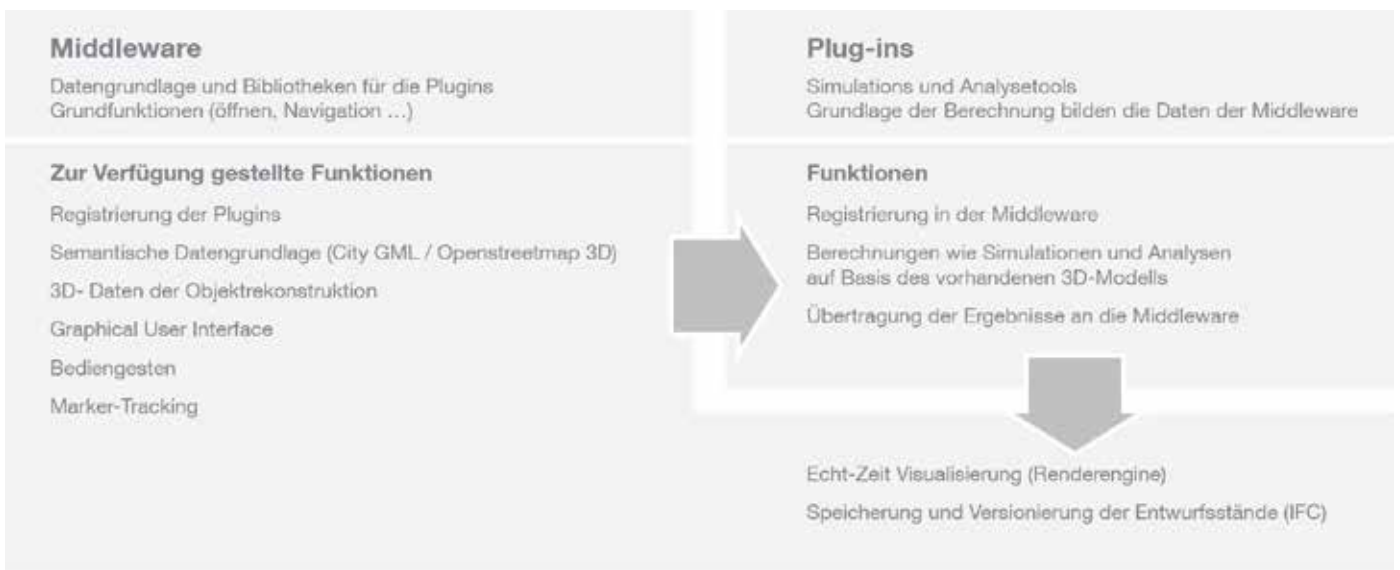 Middleware
Datengrundlage und Bibliotheken für die Plugins
Grundfunktionen (öffnen, Navigation ...)
Zur Verfügung gestellte Funktionen
Registrierung der Plugins
Semantische Datengrundlage (City GML / Openstreetmap 3D)
3D- Daten der Objektrekonstruktion
Graphical User Interface
Bediengesten
Marker-Tracking
Plug-ins
Simulations und Analysetools
Grundlage der Berechnung bilden die Daten der Middleware
Funktionen
Registrierung in der Middleware
Berechnungen wie Simulationen und Analysen
auf Basis des vorhandenen 3D-Modells
Übertragung der Ergebnisse an die Middleware
Echt-Zeit Visualisierung (Renderengine)
Speicherung und Versionierung der Entwurfsstände (IFC)